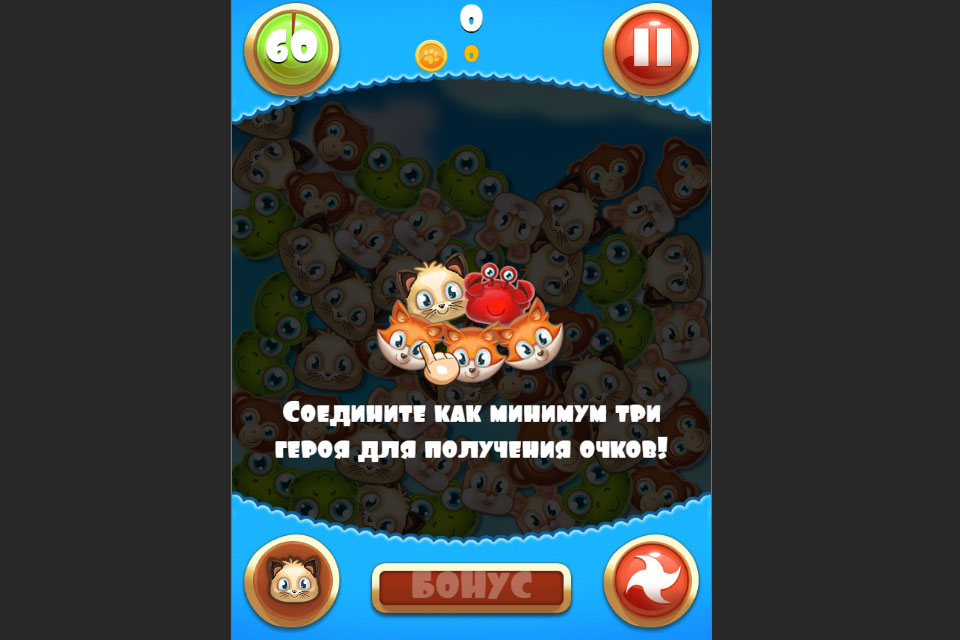 60
0
0
Соедините как минимум три
героя для получения очков!
БОНУС